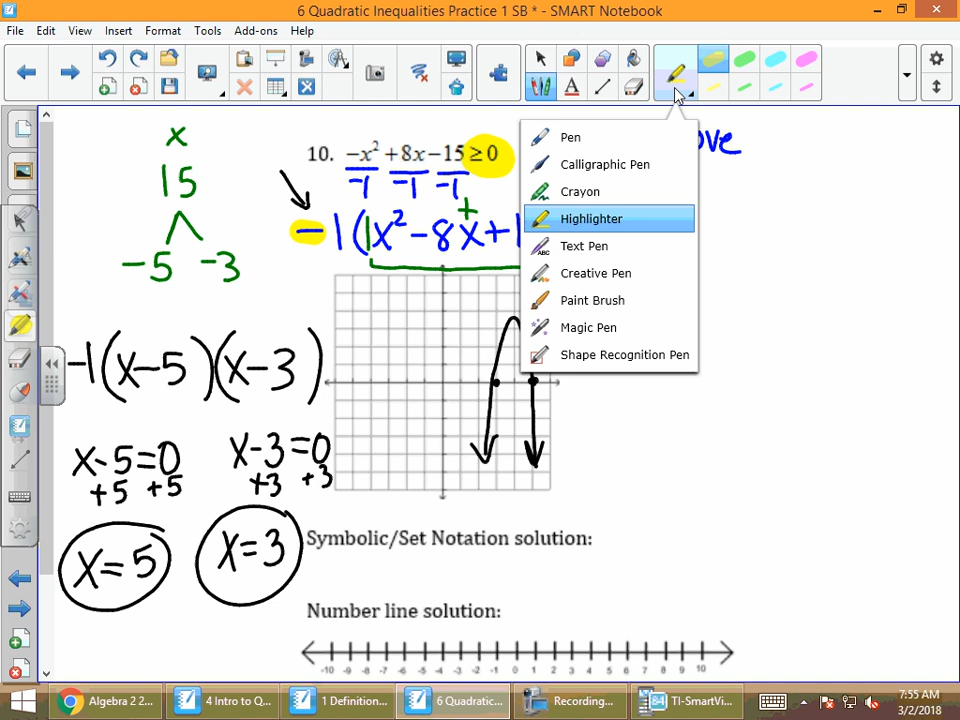 6 Quadratic Inequalities Practice 1 SB * - SMART Notebook
File Edit View Insert Format Tools Add-ons Help
A
x
15
-5 -3
10. -x² +8x-15 ≥ 0
-1 -1 -1
+
-1(1x²-8x+1
ove
Pen
Calligraphic Pen
Crayon
Highlighter
ABC Text Pen
Creative Pen
Paint Brush
Magic Pen
Shape Recognition Pen
-1(x-5)(x-3)
x-5=0
+5 +5
x=5
x-3=0
+3 +3
x=3
Symbolic/Set Notation solution:
Number line solution:
-10 -9 -8 -7 -6 -5 -4 -3 -2 -1 0 1 2 3 4 5 6 7 8 9 10
Algebra 2 2... 4 Intro to Q... 1 Definition... 6 Quadratic... Recording... TI-SmartVi...
7:55 AM
3/2/2018